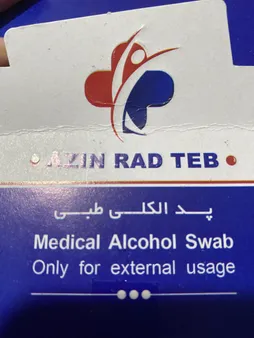 • AZIN RAD TEB •
پد الکلی طبی
Medical Alcohol Swab
Only for external usage